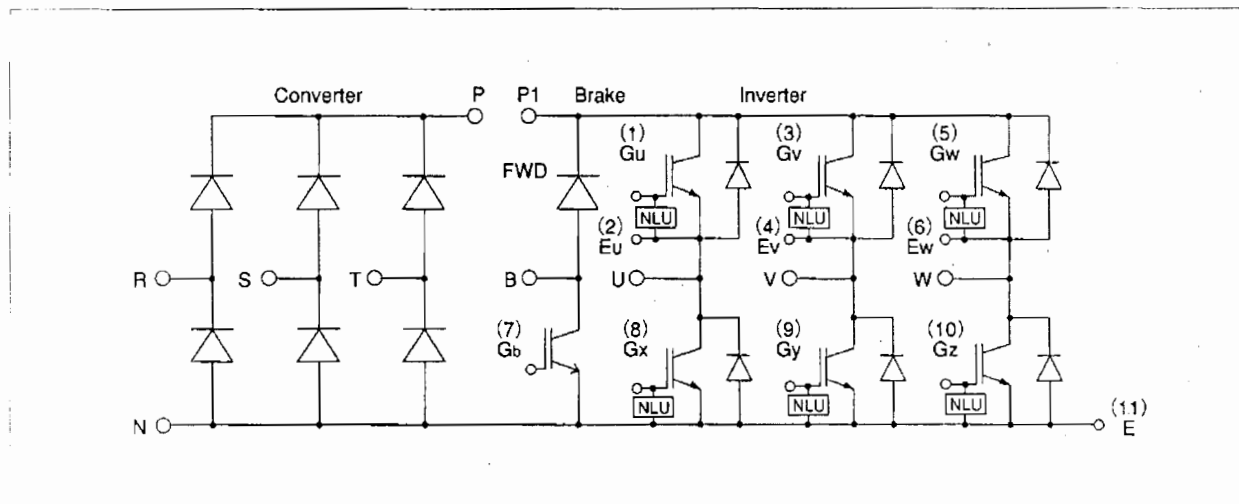 Converter P P1 Brake Inverter
(1) (3) (5)
Gu Gv Gw
FWD
NLU NLU NLU
(2) (4) (6)
Eu Ev Ew
R S T B U V W
(7) (8) (9) (10)
Gb Gx Gy Gz
NLU NLU NLU
N
(11)
E